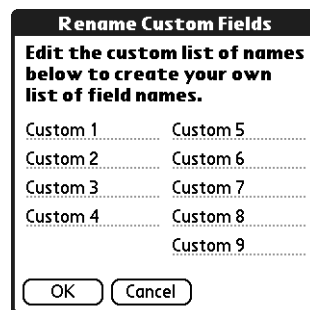 Rename Custom Fields
Edit the custom list of names
below to create your own
list of field names.
Custom 1
Custom 2
Custom 3
Custom 4
Custom 5
Custom 6
Custom 7
Custom 8
Custom 9
OK
Cancel